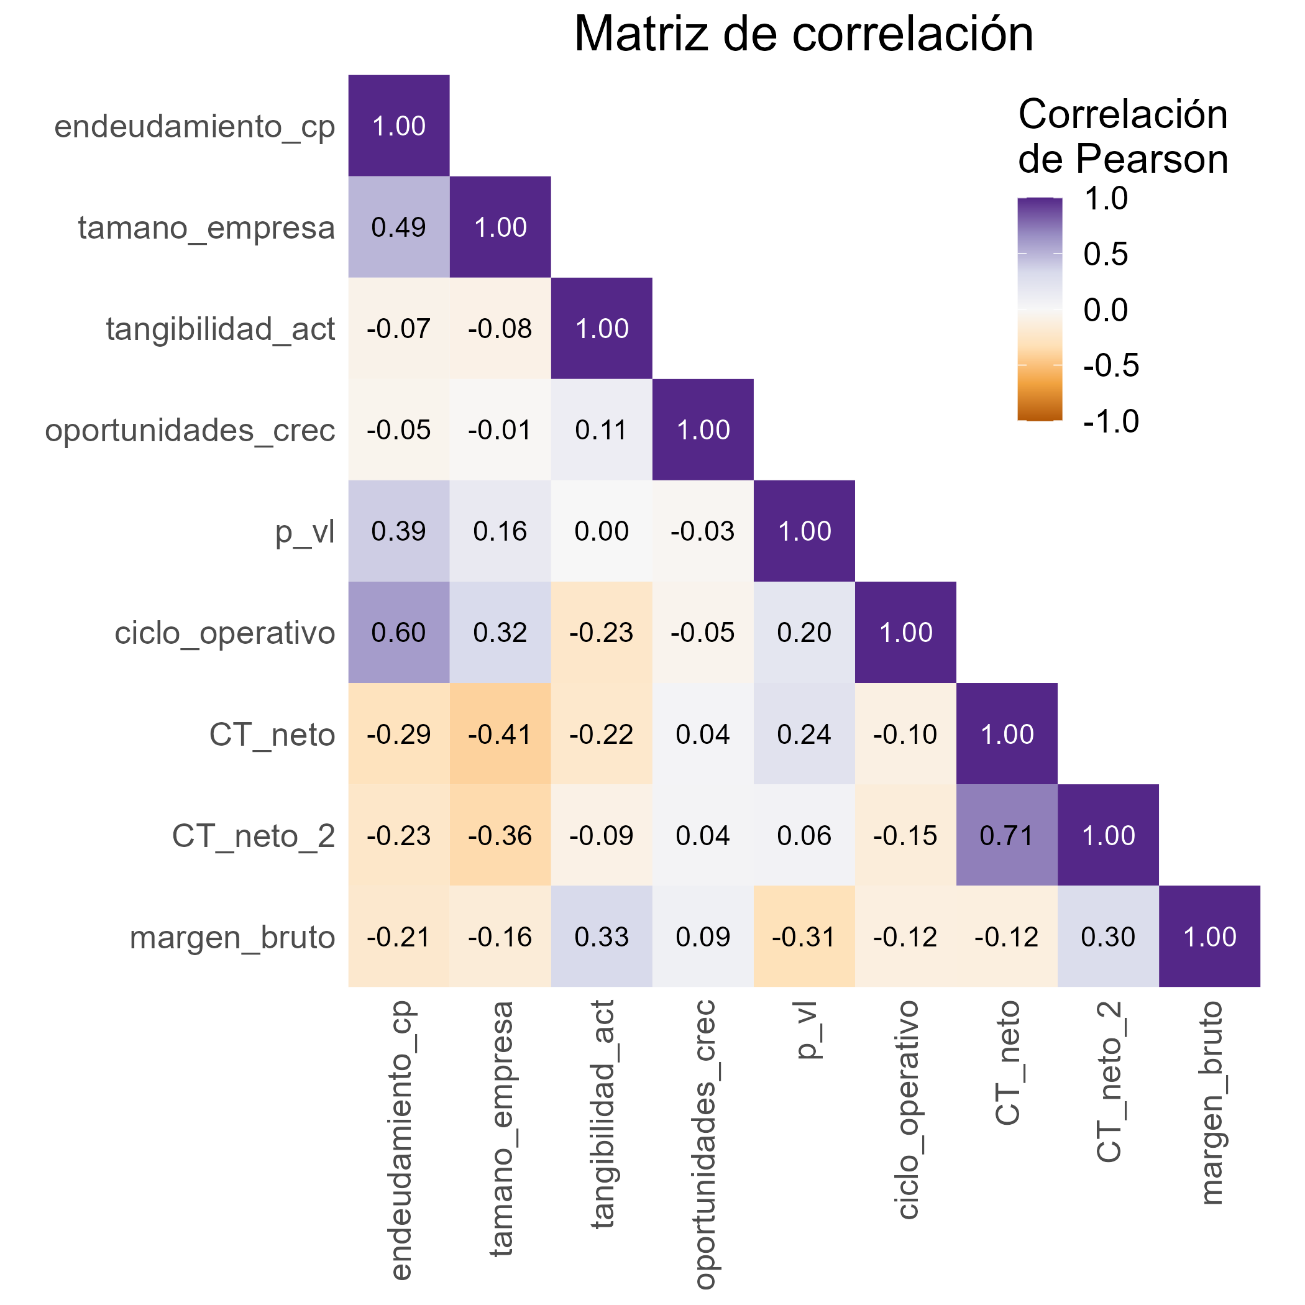 Matriz de correlación
Correlación
de Pearson
1.0
0.5
0.0
-0.5
-1.0
endeudamiento_cp 1.00
tamano_empresa 0.49 1.00
tangibilidad_act -0.07 -0.08 1.00
oportunidades_crec -0.05 -0.01 0.11 1.00
p_vl 0.39 0.16 0.00 -0.03 1.00
ciclo_operativo 0.60 0.32 -0.23 -0.05 0.20 1.00
CT_neto -0.29 -0.41 -0.22 0.04 0.24 -0.10 1.00
CT_neto_2 -0.23 -0.36 -0.09 0.04 0.06 -0.15 0.71 1.00
margen_bruto -0.21 -0.16 0.33 0.09 -0.31 -0.12 -0.12 0.30 1.00
endeudamiento_cp
tamano_empresa
tangibilidad_act
oportunidades_crec
p_vl
ciclo_operativo
CT_neto
CT_neto_2
margen_bruto